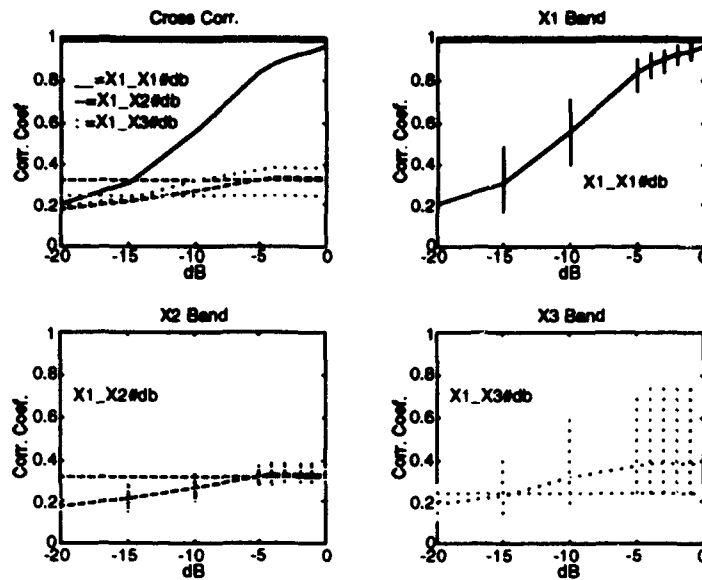 Cross Corr.
1
0.8
0.6
0.4
0.2
0
Corr. Coef.
__=X1_X1#db
--=X1_X2#db
: =X1_X3#db
-20 -15 -10 -5 0
dB
X1 Band
1
0.8
0.6
0.4
0.2
0
Corr. Coef.
X1_X1#db
-20 -15 -10 -5 0
dB
X2 Band
1
0.8
0.6
0.4
0.2
0
Corr. Coef.
X1_X2#db
-20 -15 -10 -5 0
dB
X3 Band
1
0.8
0.6
0.4
0.2
0
Corr. Coef.
X1_X3#db
-20 -15 -10 -5 0
dB